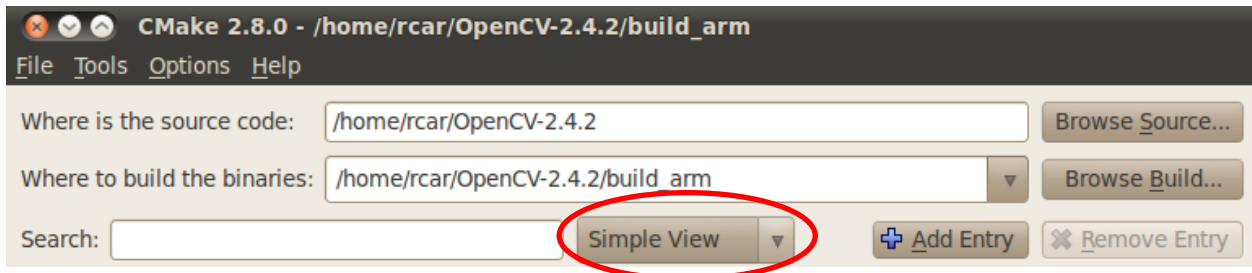 CMake 2.8.0 - /home/rcar/OpenCV-2.4.2/build_arm
File Tools Options Help
Where is the source code: /home/rcar/OpenCV-2.4.2 Browse Source...
Where to build the binaries: /home/rcar/OpenCV-2.4.2/build_arm Browse Build...
Search: Simple View Add Entry Remove Entry